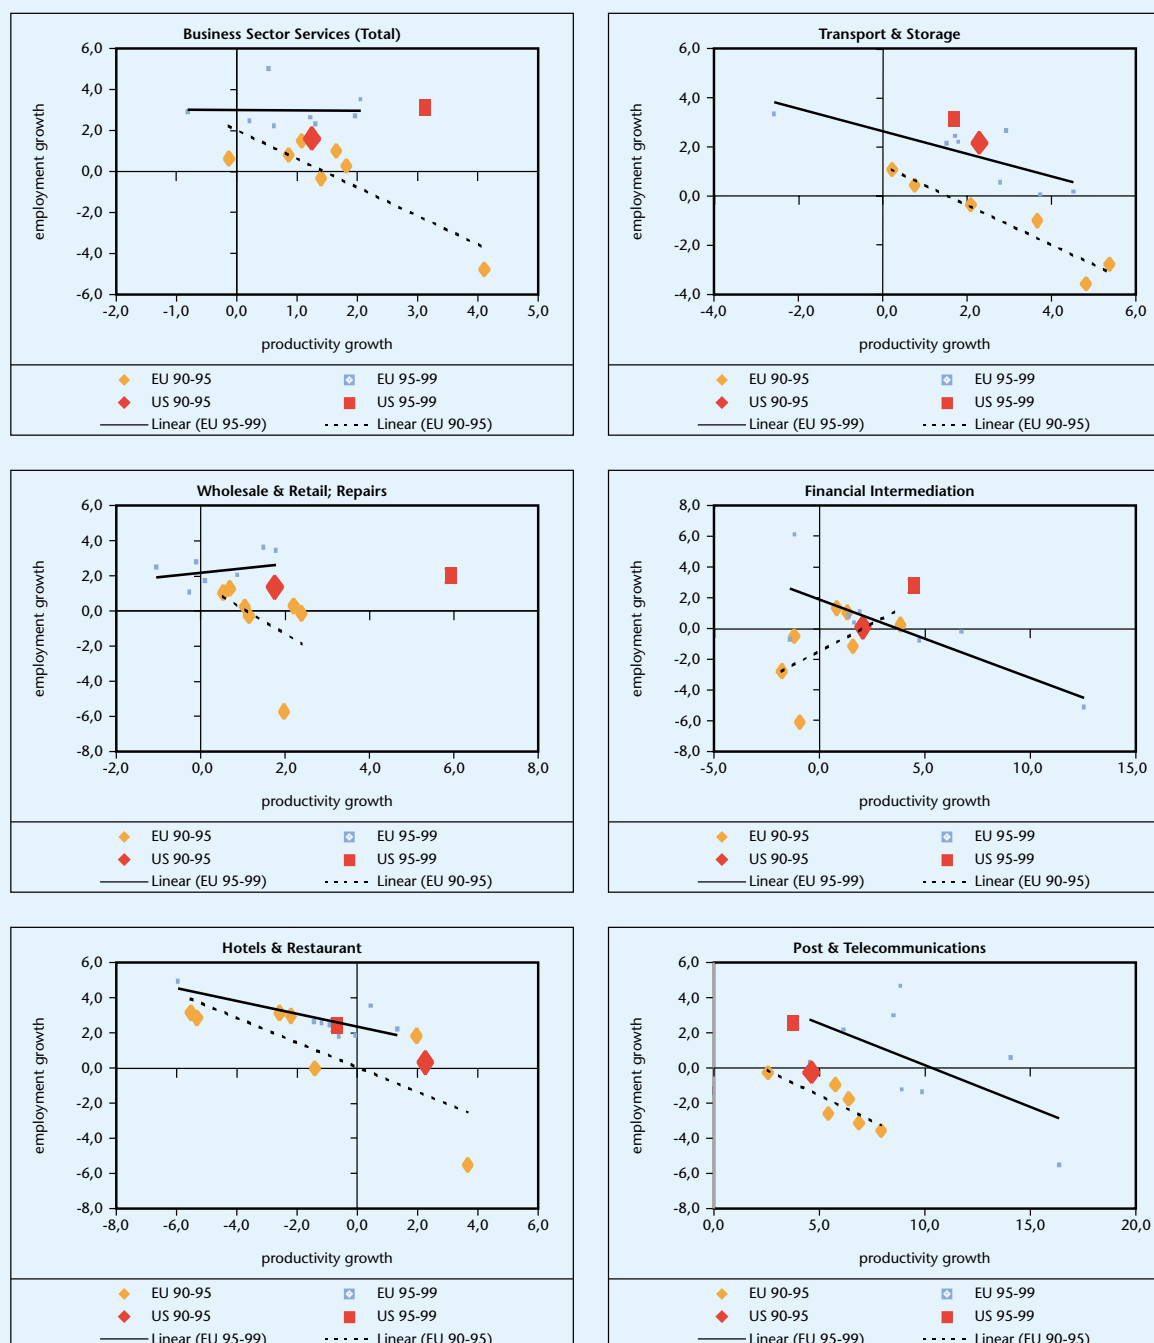 Business Sector Services (Total)
6,0
4,0
2,0
0,0
-2,0
-4,0
-6,0
employment growth
-2,0 -1,0 0,0 1,0 2,0 3,0 4,0 5,0
productivity growth
EU 90-95 EU 95-99
US 90-95 US 95-99
Linear (EU 95-99) Linear (EU 90-95)
Transport & Storage
6,0
4,0
2,0
0,0
-2,0
-4,0
employment growth
-4,0 -2,0 0,0 2,0 4,0 6,0
productivity growth
EU 90-95 EU 95-99
US 90-95 US 95-99
Linear (EU 95-99) Linear (EU 90-95)
Wholesale & Retail; Repairs
6,0
4,0
2,0
0,0
-2,0
-4,0
-6,0
-8,0
employment growth
-2,0 0,0 2,0 4,0 6,0 8,0
productivity growth
EU 90-95 EU 95-99
US 90-95 US 95-99
Linear (EU 95-99) Linear (EU 90-95)
Financial Intermediation
8,0
6,0
4,0
2,0
0,0
-2,0
-4,0
-6,0
-8,0
employment growth
-5,0 0,0 5,0 10,0 15,0
productivity growth
EU 90-95 EU 95-99
US 90-95 US 95-99
Linear (EU 95-99) Linear (EU 90-95)
Hotels & Restaurant
6,0
4,0
2,0
0,0
-2,0
-4,0
-6,0
-8,0
employment growth
-8,0 -6,0 -4,0 -2,0 0,0 2,0 4,0 6,0
productivity growth
EU 90-95 EU 95-99
US 90-95 US 95-99
Linear (EU 95-99) Linear (EU 90-95)
Post & Telecommunications
6,0
4,0
2,0
0,0
-2,0
-4,0
-6,0
-8,0
employment growth
0,0 5,0 10,0 15,0 20,0
productivity growth
EU 90-95 EU 95-99
US 90-95 US 95-99
Linear (EU 95-99) Linear (EU 90-95)